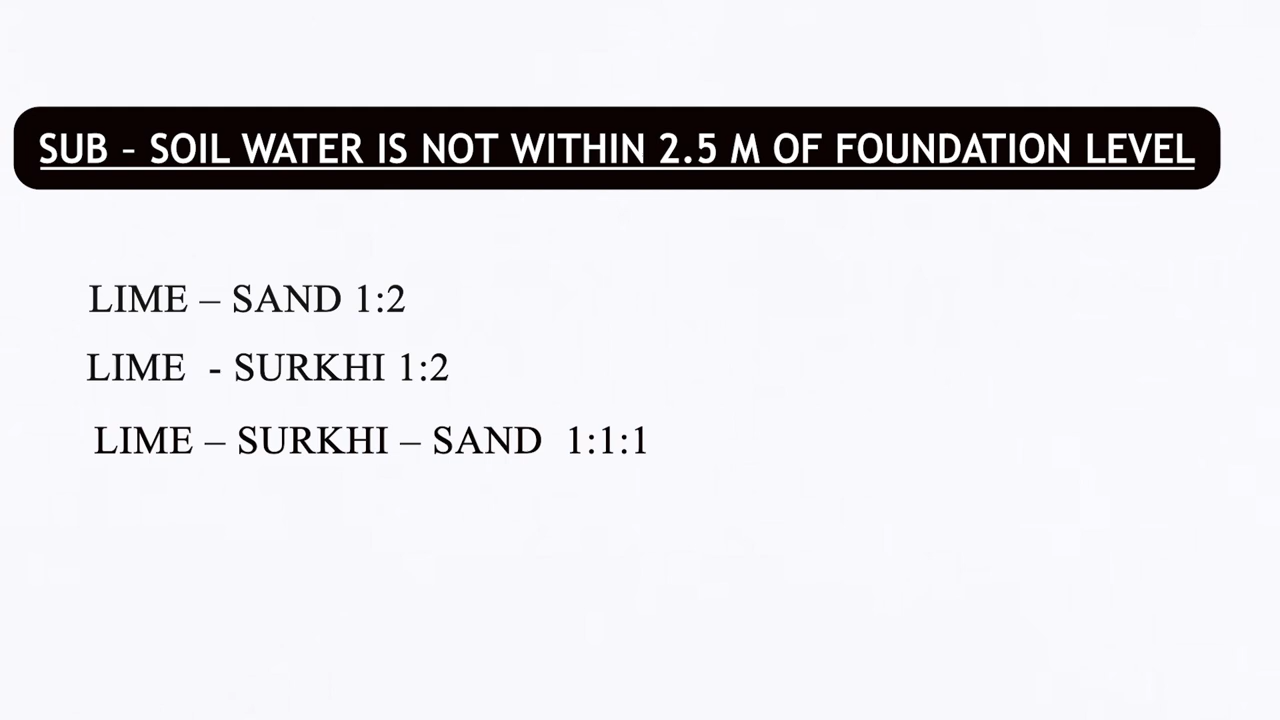 SUB - SOIL WATER IS NOT WITHIN 2.5 M OF FOUNDATION LEVEL
LIME – SAND 1:2
LIME - SURKHI 1:2
LIME – SURKHI – SAND 1:1:1